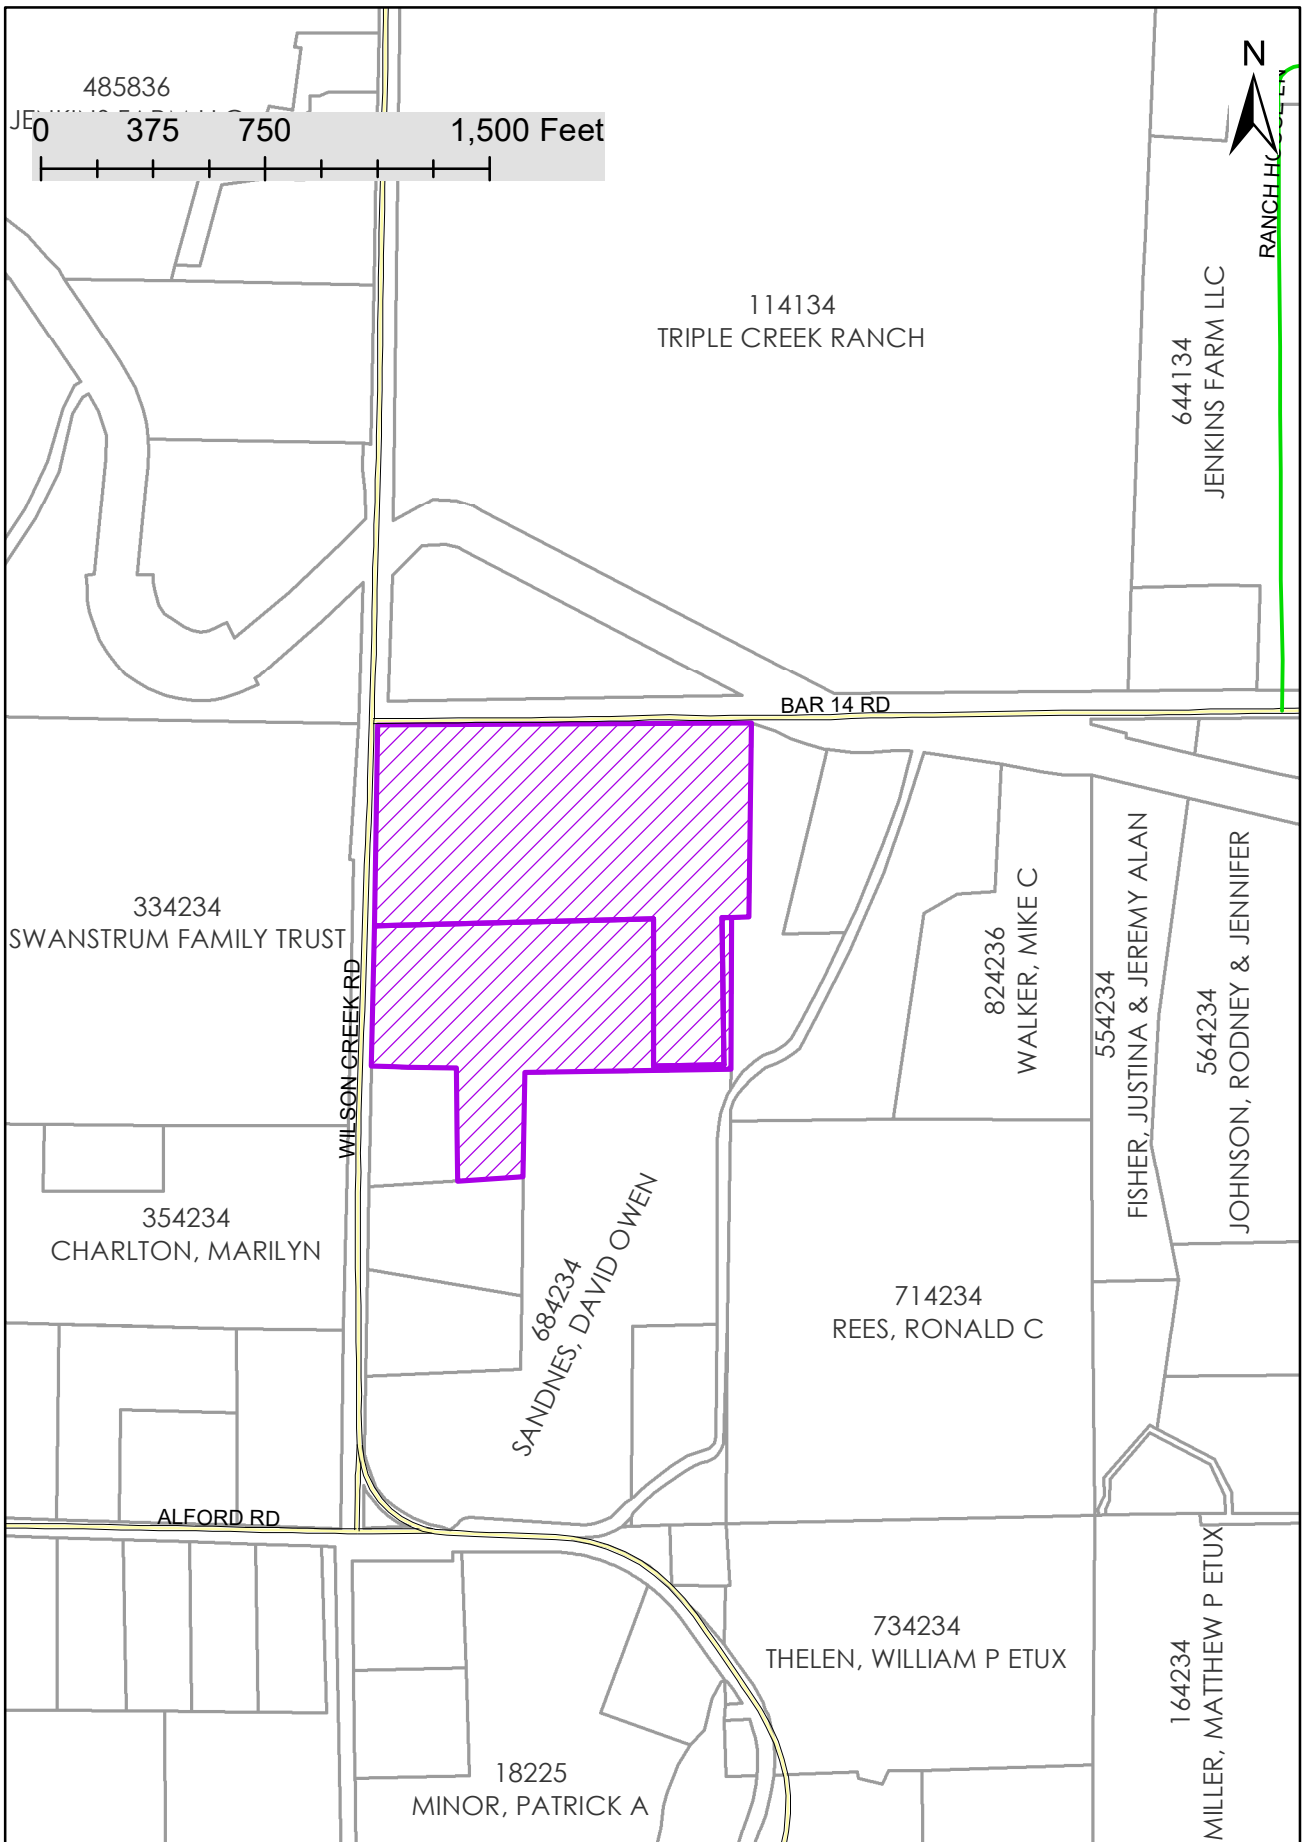 485836
N
0 375 750 1,500 Feet
114134
TRIPLE CREEK RANCH
644134
JENKINS FARM LLC
BAR 14 RD
334234
SWANSTRUM FAMILY TRUST
WILSON CREEK RD
824236
WALKER, MIKE C
554234
FISHER, JUSTINA & JEREMY ALAN
564234
JOHNSON, RODNEY & JENNIFER
354234
CHARLTON, MARILYN
684234
SANDNES, DAVID OWEN
714234
REES, RONALD C
ALFORD RD
734234
THELEN, WILLIAM P ETUX
164234
MILLER, MATTHEW P ETUX
18225
MINOR, PATRICK A
RANCH